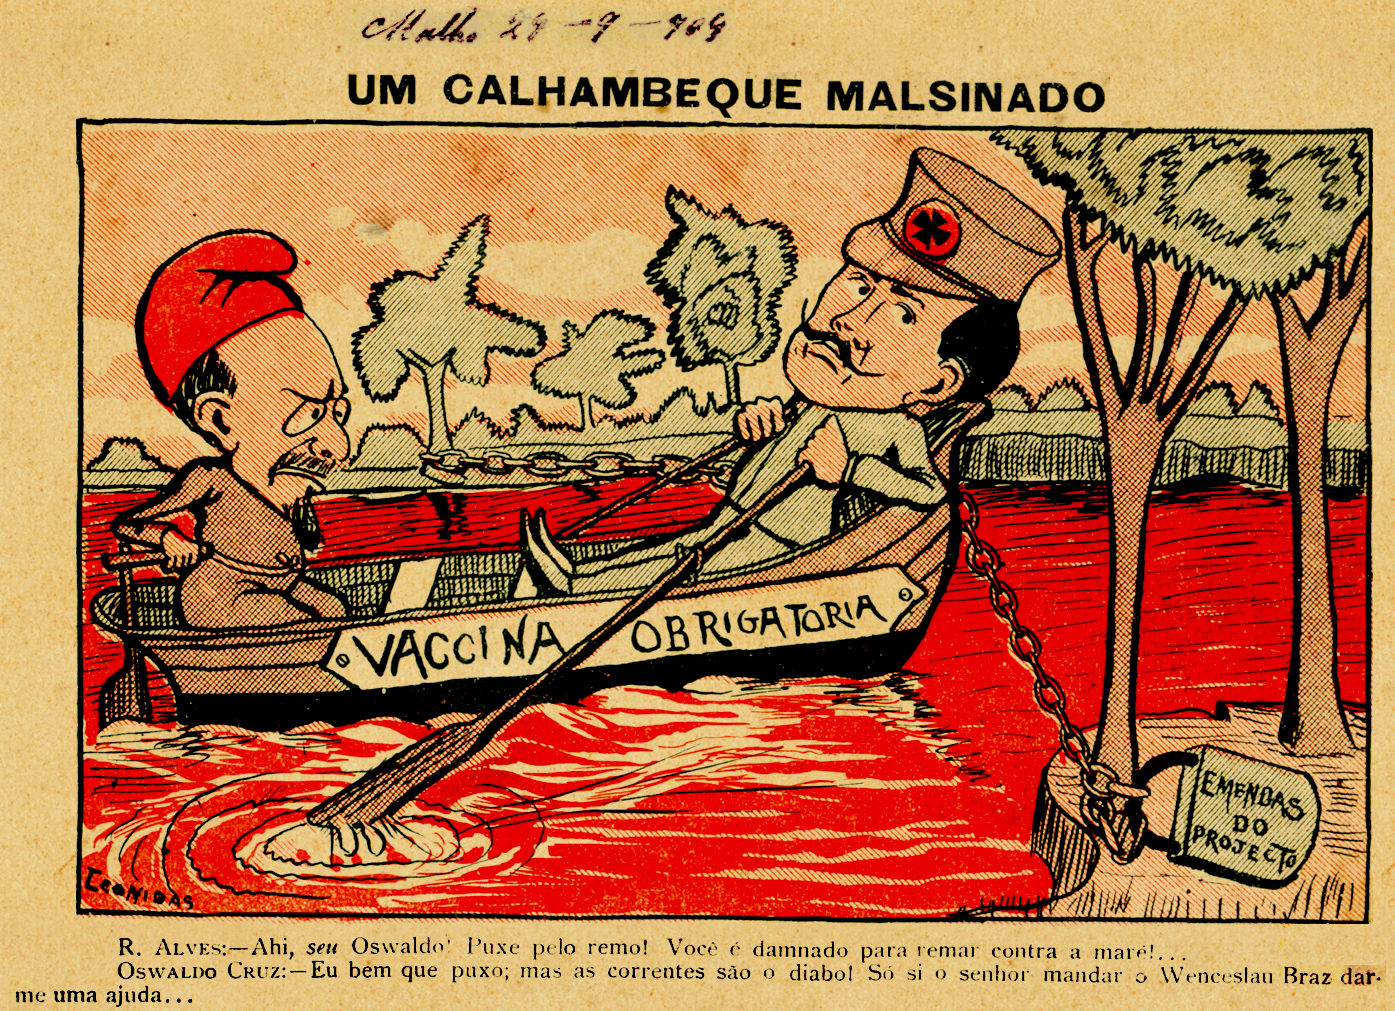 Malho 24-9-904
UM CALHAMBEQUE MALSINADO
VACCINA OBRIGATORIA
EMENDAS
DO
PROJECTO
LEONIDAS
R. ALVES:—Ahi, seu Oswaldo! Puxe pelo remo! Você é damnado para remar contra a maré!...
OSWALDO CRUZ:—Eu bem que puxo; mas as correntes são o diabo! Só si o senhor mandar o Wenceslau Braz dar-
me uma ajuda...